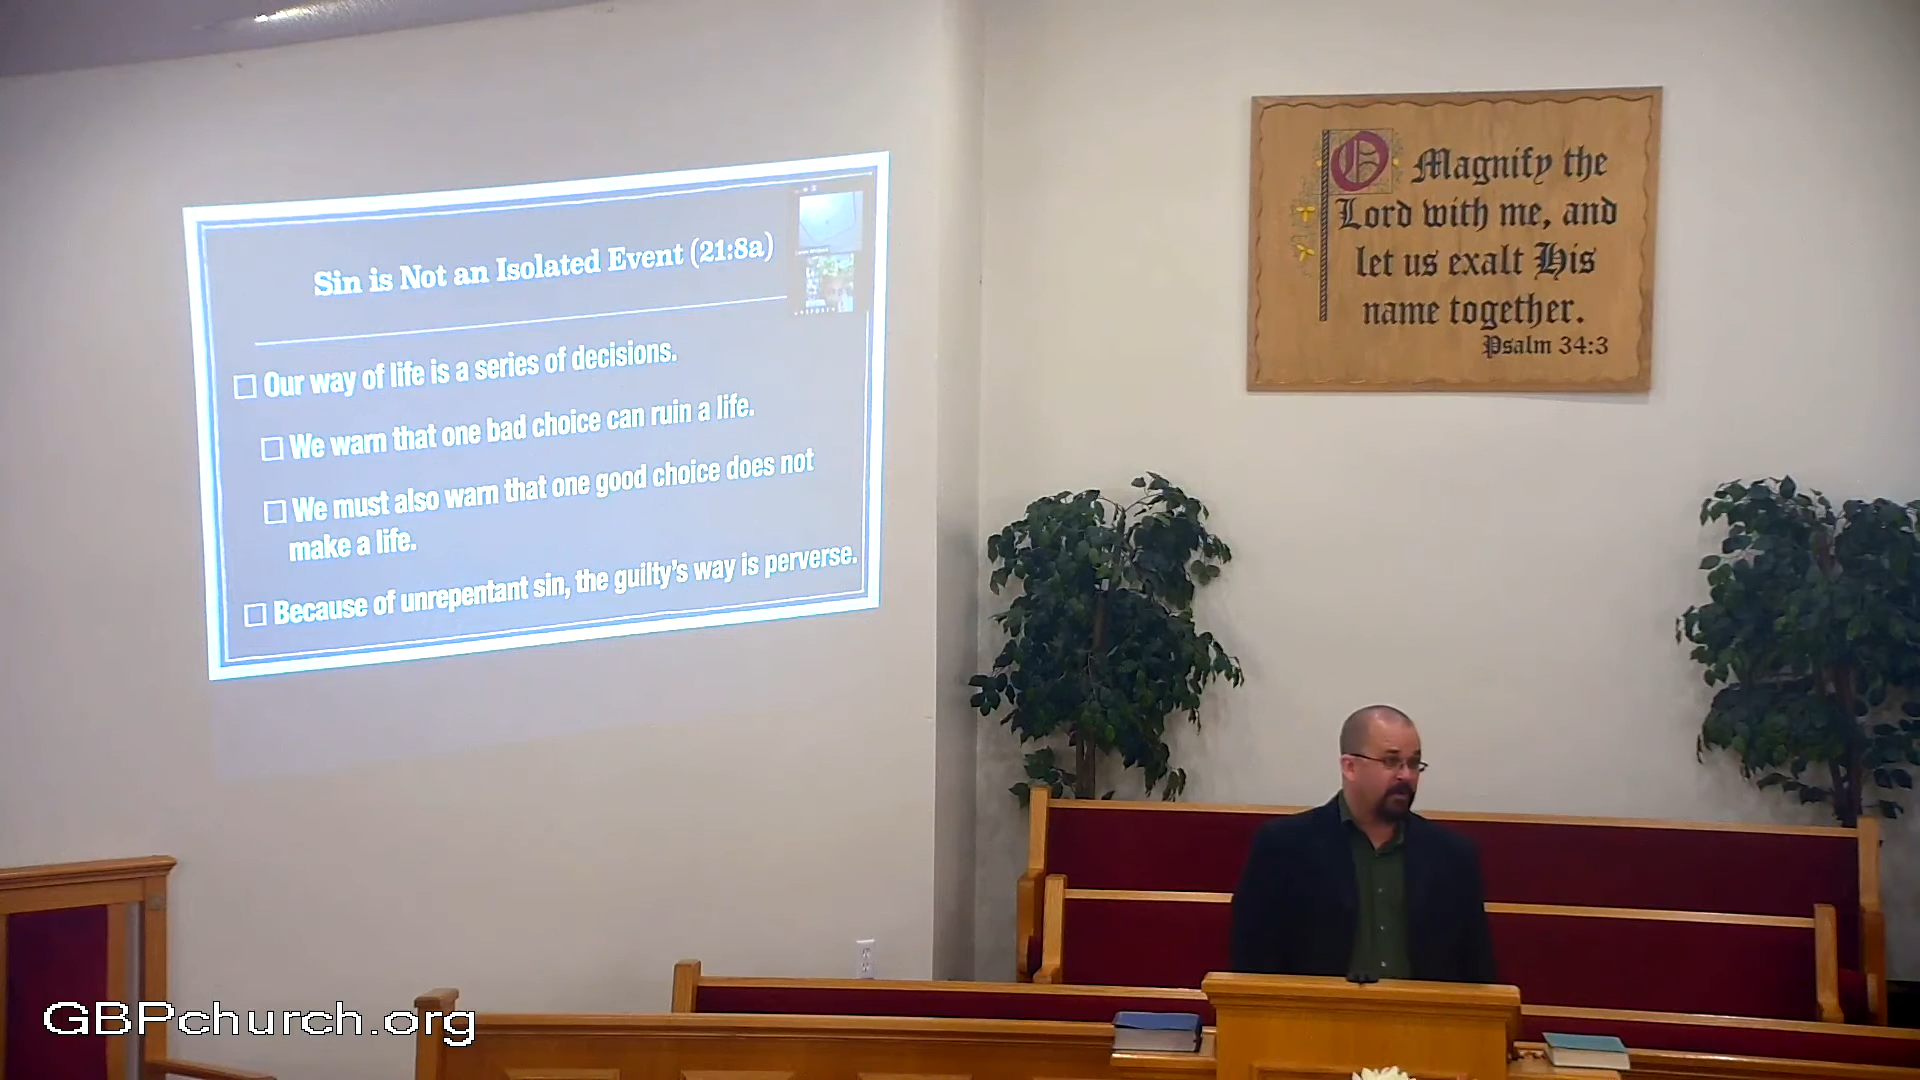 Sin is Not an Isolated Event (21:8a)
Our way of life is a series of decisions.
We warn that one bad choice can ruin a life.
We must also warn that one good choice does not
make a life.
Because of unrepentant sin, the guilty's way is perverse.
O Magnify the
Lord with me, and
let us exalt His
name together.
Psalm 34:3
GBPchurch.org